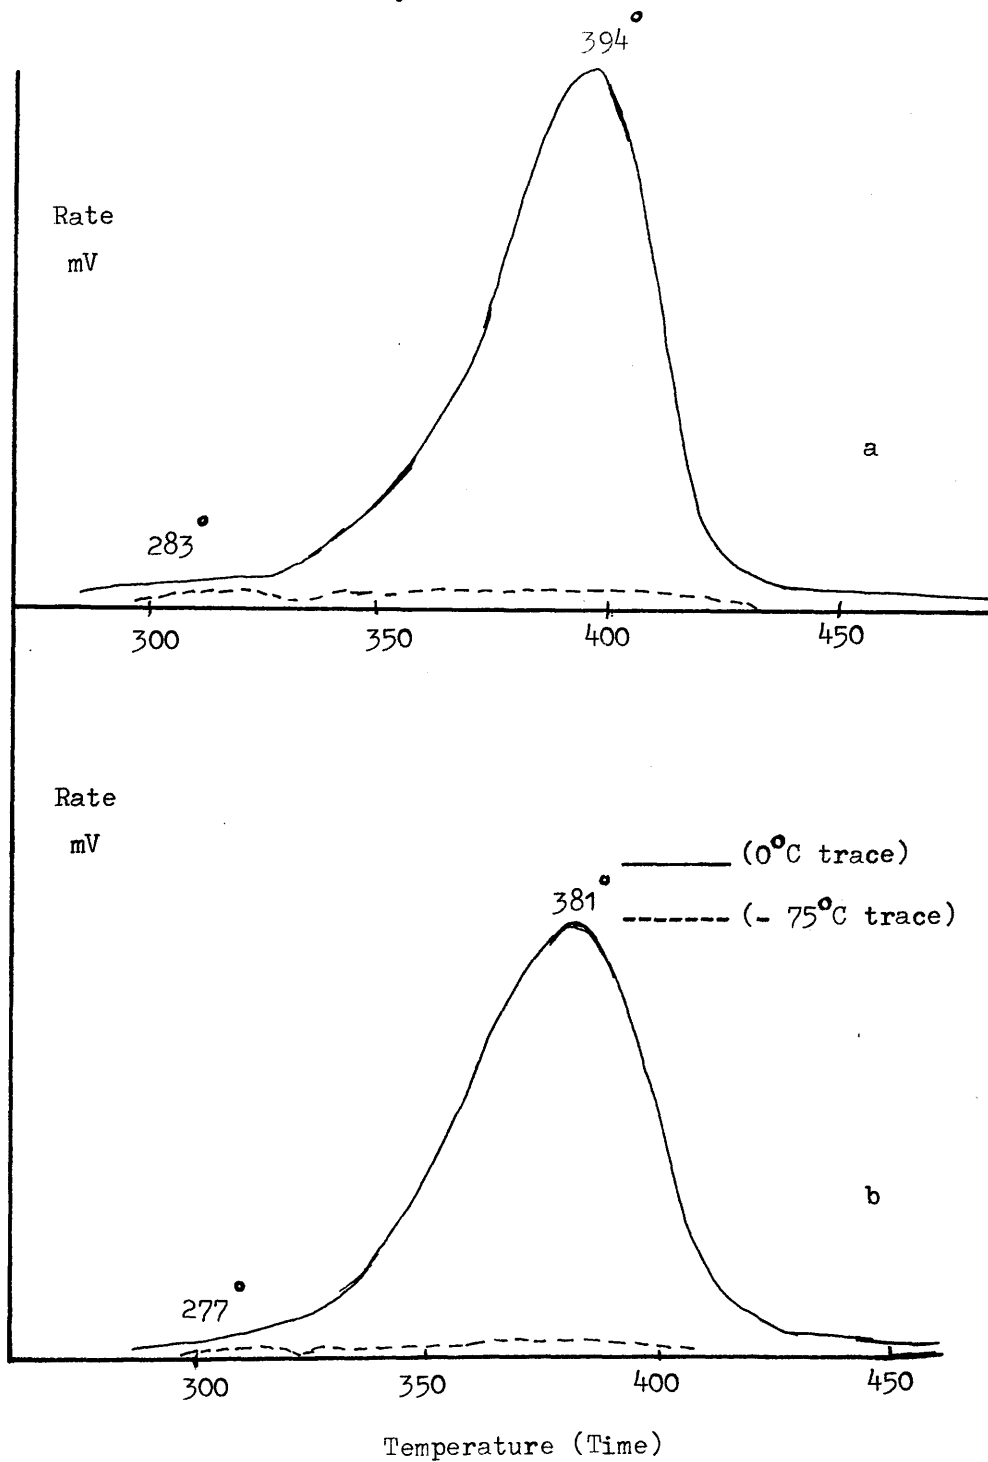 394°
Rate
mV
a
283°
300 350 400 450
Rate
mV
(0°C trace)
381°
(- 75°C trace)
b
277°
300 350 400 450
Temperature (Time)